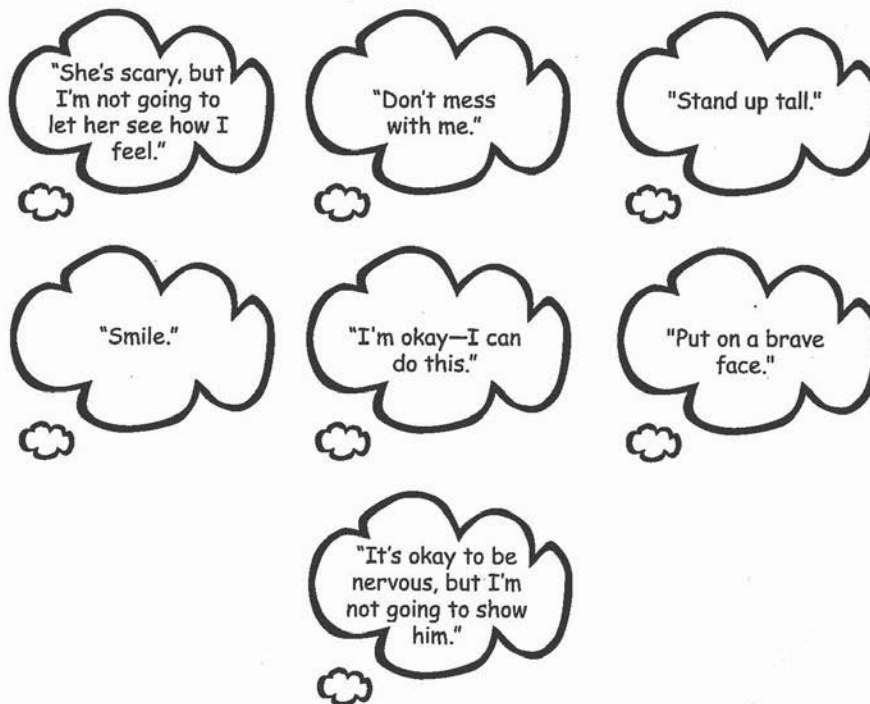 "She's scary, but
I'm not going to
let her see how I
feel."
"Don't mess
with me."
"Stand up tall."
"Smile."
"I'm okay—I can
do this."
"Put on a brave
face."
"It's okay to be
nervous, but I'm
not going to show
him."